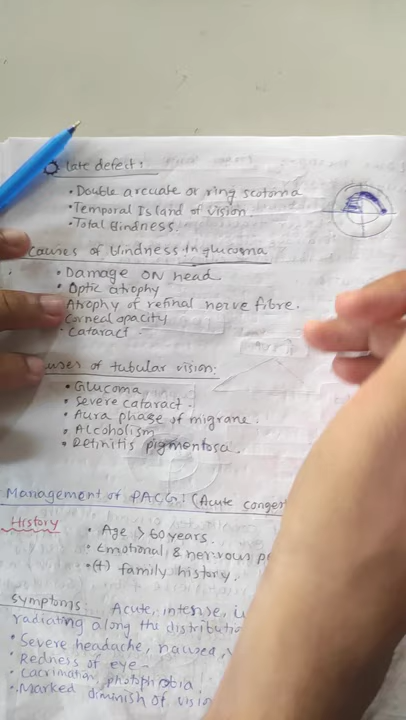 late defect:
• Double arcuate or ring scotoma
• Temporal Island of vision
• Total Blindness.
Causes of blindness in glucoma
• Damage ON head
• Optic atrophy
Atrophy of retinal nerve fibre.
Corneal opacity
• Cataract
uses of tubular vision:
• Glucoma
• Severe cataract
• Aura phase of migrane.
• Alcoholism
• Retinitis pigmentosa.
Management of PACG: (Acute conges
History
• Age > 60 years.
• Emotional & nervous p
• (+) family history.
Symptoms: Acute, intense,
radiating along the distributio
• Severe headache, nausea,
• Redness of eye
• Lacrimation, photophobia
• Marked diminish of visi